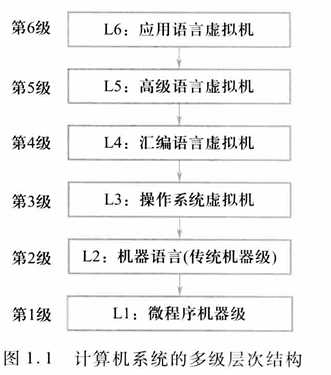 第6级 L6：应用语言虚拟机
第5级 L5：高级语言虚拟机
第4级 L4：汇编语言虚拟机
第3级 L3：操作系统虚拟机
第2级 L2：机器语言(传统机器级)
第1级 L1：微程序机器级
图 1.1 计算机系统的多级层次结构